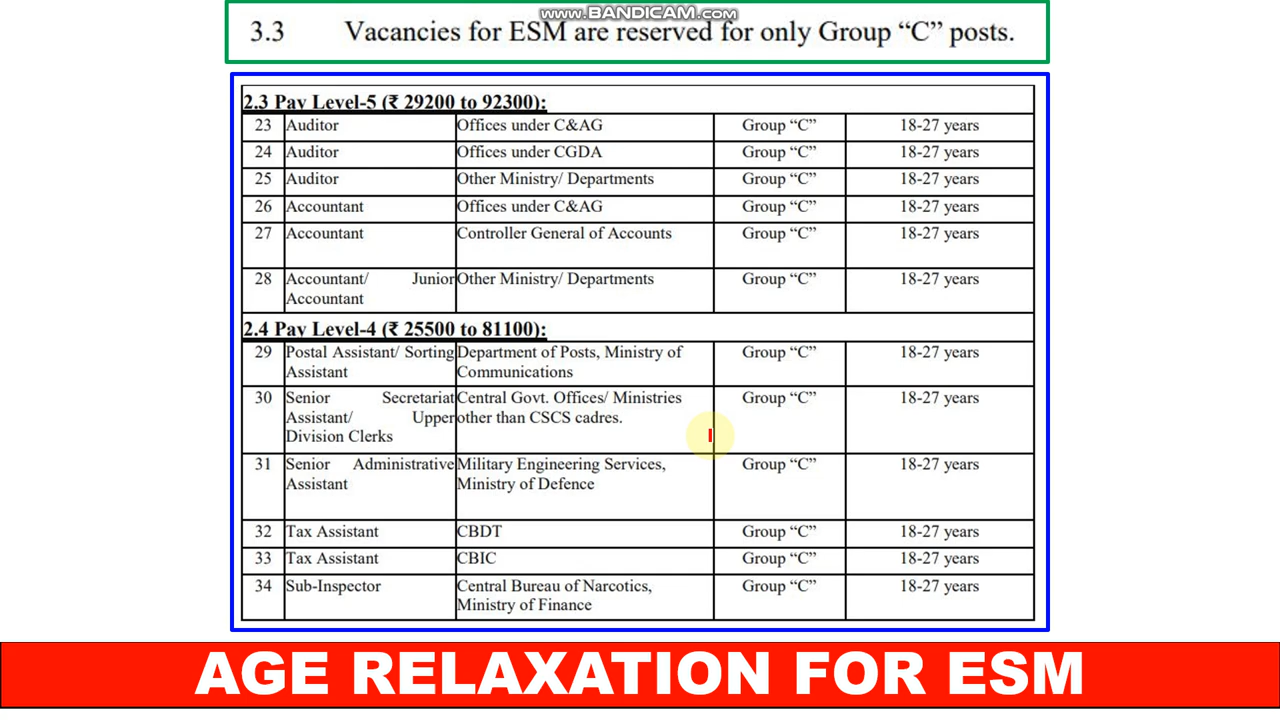 www.BANDICAM.com
3.3 Vacancies for ESM are reserved for only Group “C” posts.
2.3 Pay Level-5 (₹ 29200 to 92300):
23 Auditor Offices under C&AG Group “C” 18-27 years
24 Auditor Offices under CGDA Group “C” 18-27 years
25 Auditor Other Ministry/ Departments Group “C” 18-27 years
26 Accountant Offices under C&AG Group “C” 18-27 years
27 Accountant Controller General of Accounts Group “C” 18-27 years
28 Accountant/ Junior Other Ministry/ Departments Group “C” 18-27 years
Accountant
2.4 Pay Level-4 (₹ 25500 to 81100):
29 Postal Assistant/ Sorting Department of Posts, Ministry of Group “C” 18-27 years
Assistant Communications
30 Senior Secretariat Central Govt. Offices/ Ministries Group “C” 18-27 years
Assistant/ Upper other than CSCS cadres.
Division Clerks
31 Senior Administrative Military Engineering Services, Group “C” 18-27 years
Assistant Ministry of Defence
32 Tax Assistant CBDT Group “C” 18-27 years
33 Tax Assistant CBIC Group “C” 18-27 years
34 Sub-Inspector Central Bureau of Narcotics, Group “C” 18-27 years
Ministry of Finance
AGE RELAXATION FOR ESM